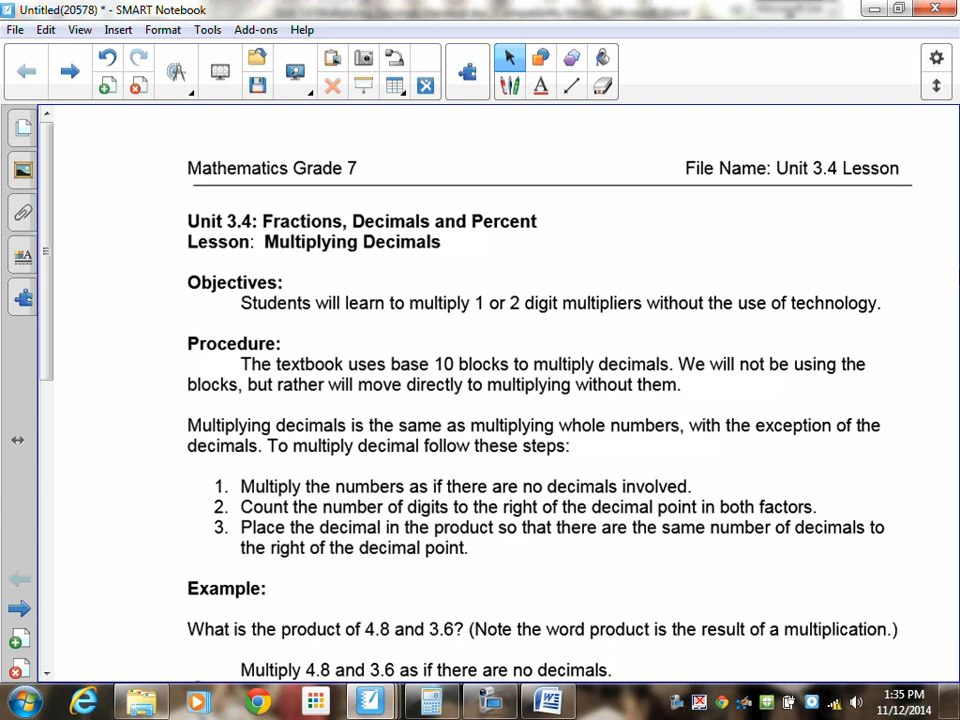 Untitled(20578) * - SMART Notebook
File Edit View Insert Format Tools Add-ons Help
Mathematics Grade 7 File Name: Unit 3.4 Lesson
Unit 3.4: Fractions, Decimals and Percent
Lesson: Multiplying Decimals
Objectives:
Students will learn to multiply 1 or 2 digit multipliers without the use of technology.
Procedure:
The textbook uses base 10 blocks to multiply decimals. We will not be using the
blocks, but rather will move directly to multiplying without them.
Multiplying decimals is the same as multiplying whole numbers, with the exception of the
decimals. To multiply decimal follow these steps:
1. Multiply the numbers as if there are no decimals involved.
2. Count the number of digits to the right of the decimal point in both factors.
3. Place the decimal in the product so that there are the same number of decimals to
the right of the decimal point.
Example:
What is the product of 4.8 and 3.6? (Note the word product is the result of a multiplication.)
Multiply 4.8 and 3.6 as if there are no decimals.
1:35 PM
11/12/2014